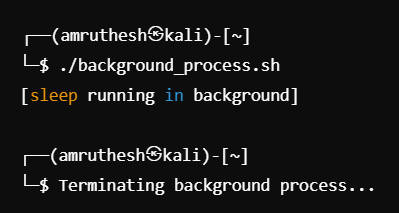 ┌──(amruthesh㉿kali)-[~]
└─$ ./background_process.sh
[sleep running in background]
┌──(amruthesh㉿kali)-[~]
└─$ Terminating background process...